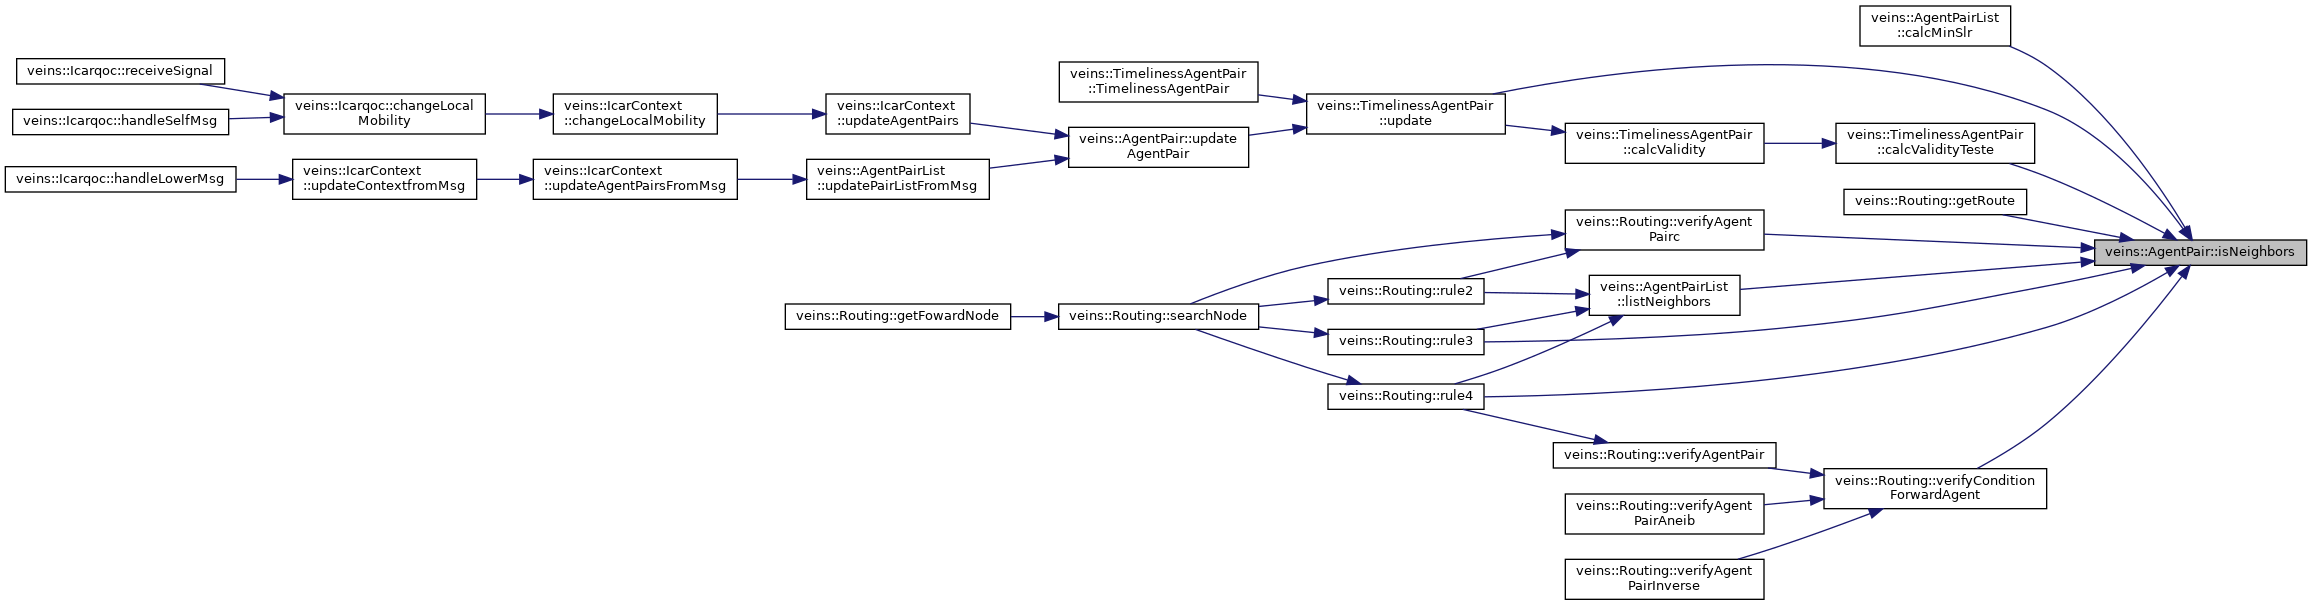 veins::AgentPairList
::calcMinSlr
veins::Icarqoc::receiveSignal
veins::TimelinessAgentPair
::TimelinessAgentPair
veins::Icarqoc::changeLocal
Mobility
veins::IcarContext
::changeLocalMobility
veins::IcarContext
::updateAgentPairs
veins::TimelinessAgentPair
::update
veins::Icarqoc::handleSelfMsg
veins::AgentPair::update
AgentPair
veins::TimelinessAgentPair
::calcValidity
veins::TimelinessAgentPair
::calcValidityTeste
veins::Icarqoc::handleLowerMsg
veins::IcarContext
::updateContextfromMsg
veins::IcarContext
::updateAgentPairsFromMsg
veins::AgentPairList
::updatePairListFromMsg
veins::Routing::getRoute
veins::Routing::verifyAgent
Pairc
veins::AgentPair::isNeighbors
veins::Routing::rule2
veins::AgentPairList
::listNeighbors
veins::Routing::getFowardNode
veins::Routing::searchNode
veins::Routing::rule3
veins::Routing::rule4
veins::Routing::verifyAgentPair
veins::Routing::verifyCondition
ForwardAgent
veins::Routing::verifyAgent
PairAneib
veins::Routing::verifyAgent
PairInverse